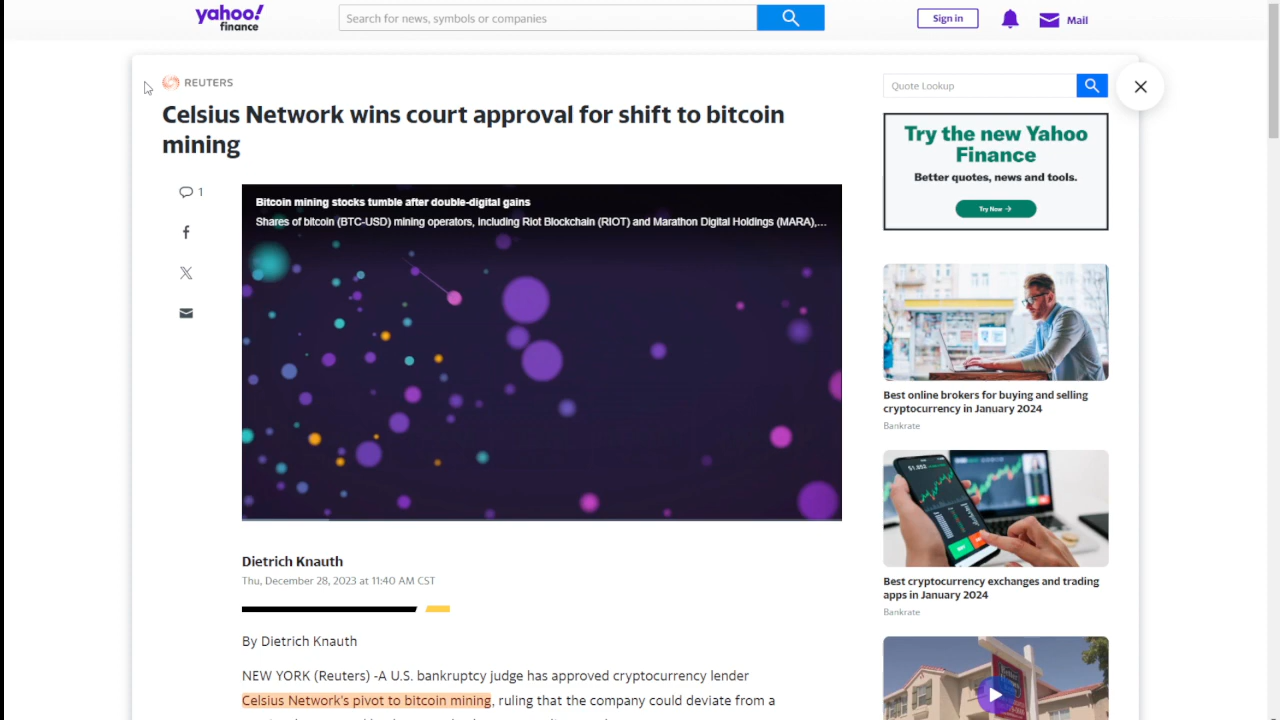 yahoo!
finance
Search for news, symbols or companies
Sign in
Mail
REUTERS
Celsius Network wins court approval for shift to bitcoin
mining
1
Bitcoin mining stocks tumble after double-digital gains
Shares of bitcoin (BTC-USD) mining operators, including Riot Blockchain (RIOT) and Marathon Digital Holdings (MARA),...
Dietrich Knauth
Thu, December 28, 2023 at 11:40 AM CST
By Dietrich Knauth
NEW YORK (Reuters) -A U.S. bankruptcy judge has approved cryptocurrency lender
Celsius Network's pivot to bitcoin mining, ruling that the company could deviate from a
Quote Lookup
Try the new Yahoo
Finance
Better quotes, news and tools.
Try Now →
Best online brokers for buying and selling
cryptocurrency in January 2024
Bankrate
Best cryptocurrency exchanges and trading
apps in January 2024
Bankrate